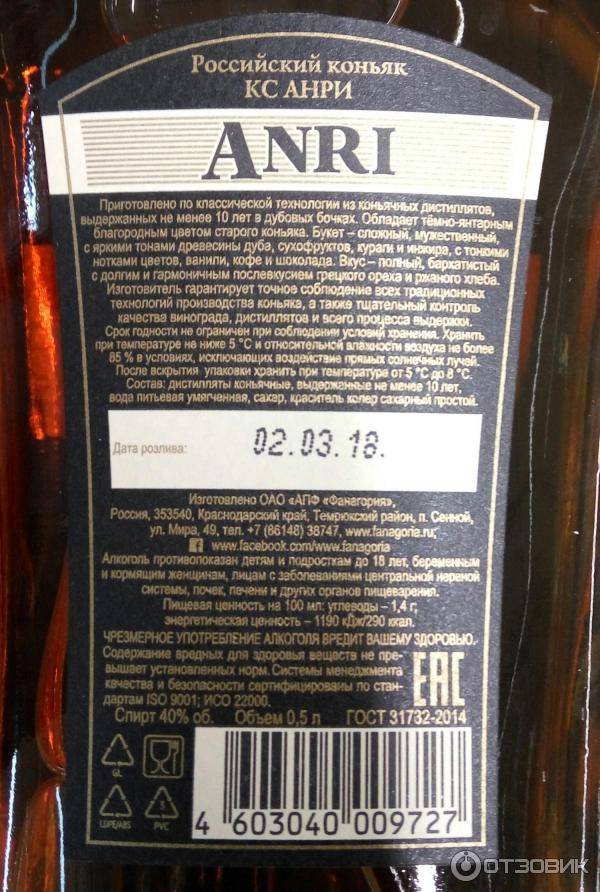 Российский коньяк
КС АНРИ
ANRI
Приготовлено по классической технологии из коньячных дистиллятов,
выдержанных не менее 10 лет в дубовых бочках. Обладает тёмно-янтарным
благородным цветом старого коньяка. Букет – сложный, мужественный,
с яркими тонами древесины дуба, сухофруктов, кураги и инжира, с тонкими
нотками цветов, ванили, кофе и шоколада. Вкус – полный, бархатистый
с долгим и гармоничным послевкусием грецкого ореха и ржаного хлеба.
Изготовитель гарантирует точное соблюдение всех традиционных
технологий производства коньяка, а также тщательный контроль
качества винограда, дистиллятов и всего процесса выдержки.
Срок годности не ограничен при соблюдении условий хранения. Хранить
при температуре не ниже 5 °С и относительной влажности воздуха не более
85 % в условиях, исключающих воздействие прямых солнечных лучей.
После вскрытия упаковки хранить при температуре от 5 °С до 8 °С.
Состав: дистилляты коньячные, выдержанные не менее 10 лет,
вода питьевая умягченная, сахар, краситель колер сахарный простой.
Дата розлива: 02.03.18.
Изготовлено ОАО «АПФ «Фанагория»,
Россия, 353540, Краснодарский край, Темрюкский район, п. Сенной,
ул. Мира, 49, тел. +7 (86148) 38747, www.fanagoria.ru;
f www.facebook.com/www.fanagoria
Алкоголь противопоказан детям и подросткам до 18 лет, беременным
и кормящим женщинам, лицам с заболеваниями центральной нервной
системы, почек, печени и других органов пищеварения.
Пищевая ценность на 100 мл: углеводы – 1,4 г;
энергетическая ценность – 1190 кДж/290 ккал.
ЧРЕЗМЕРНОЕ УПОТРЕБЛЕНИЕ АЛКОГОЛЯ ВРЕДИТ ВАШЕМУ ЗДОРОВЬЮ.
Содержание вредных для здоровья веществ не пре-
вышает установленных норм. Системы менеджмента
качества и безопасности сертифицированы по стан-
дартам ISO 9001; ИСО 22000.
EAC
Спирт 40% об. Объем 0,5 л ГОСТ 31732-2014
GL
LDPE/ABS
3
PVC
4 603040 009727
ОТЗОВИК